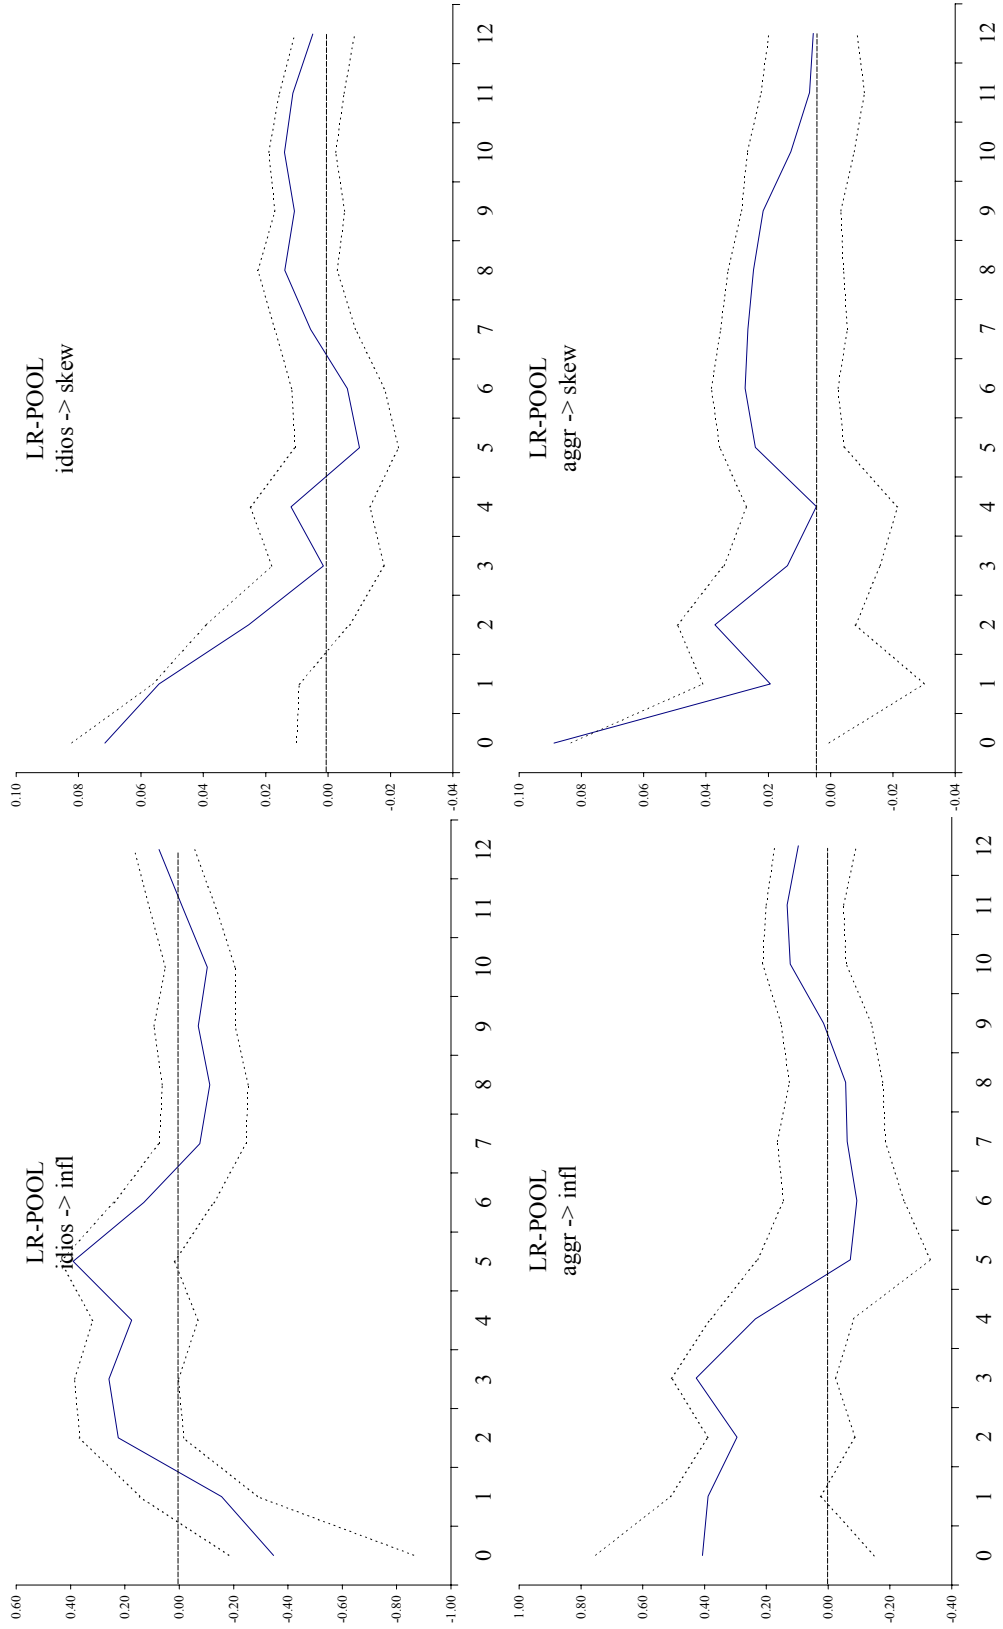 LR-POOL
idios -> infl
0.60
0.40
0.20
0.00
-0.20
-0.40
-0.60
-0.80
-1.00
0 1 2 3 4 5 6 7 8 9 10 11 12
LR-POOL
idios -> skew
0.10
0.08
0.06
0.04
0.02
0.00
-0.02
-0.04
0 1 2 3 4 5 6 7 8 9 10 11 12
LR-POOL
aggr -> infl
1.00
0.80
0.60
0.40
0.20
0.00
-0.20
-0.40
0 1 2 3 4 5 6 7 8 9 10 11 12
LR-POOL
aggr -> skew
0.10
0.08
0.06
0.04
0.02
0.00
-0.02
-0.04
0 1 2 3 4 5 6 7 8 9 10 11 12